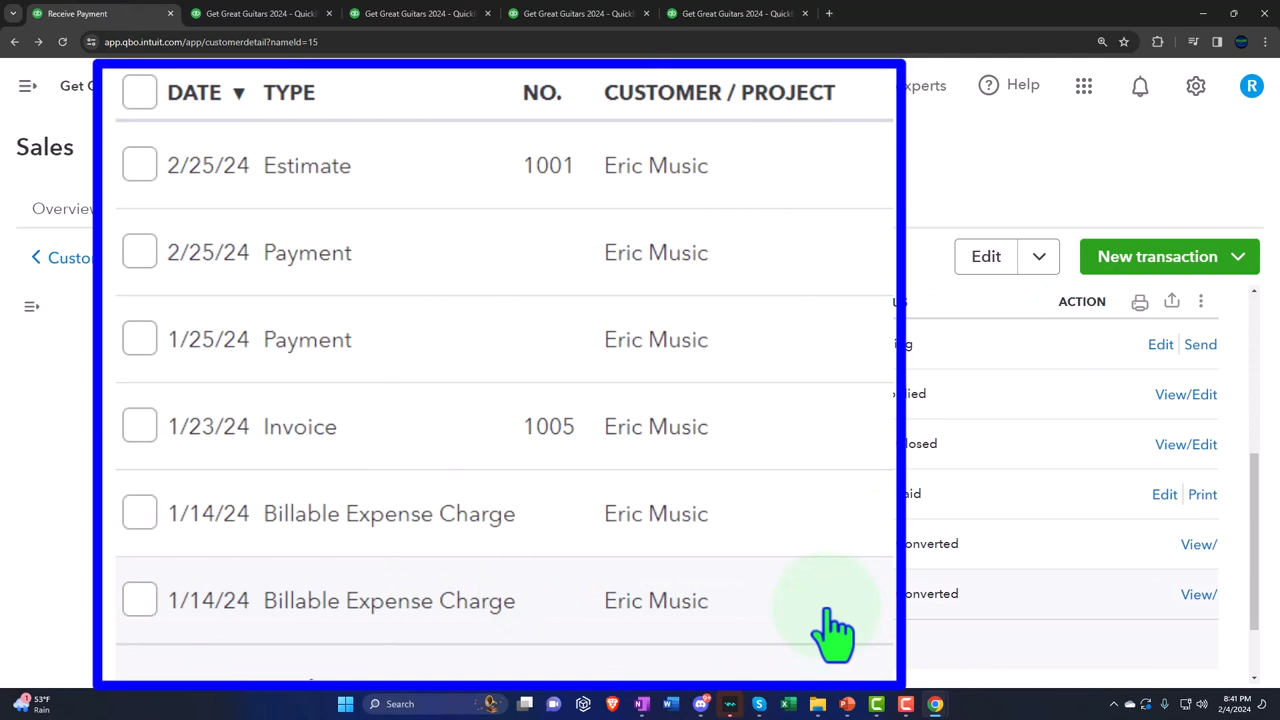 Receive Payment
Get Great Guitars 2024 - Quick
Get Great Guitars 2024 - Quick
Get Great Guitars 2024 - Quick
Get Great Guitars 2024 - Quick
app.qbo.intuit.com/app/customerdetail?nameId=15
Get G
xperts
Help
R
Sales
Overview
Custo
Edit
New transaction
DATE TYPE NO. CUSTOMER / PROJECT
ACTION
2/25/24 Estimate 1001 Eric Music
Edit Send
2/25/24 Payment Eric Music
View/Edit
1/25/24 Payment Eric Music
losed
View/Edit
1/23/24 Invoice 1005 Eric Music
aid
Edit Print
1/14/24 Billable Expense Charge Eric Music
onverted
View/
1/14/24 Billable Expense Charge Eric Music
onverted
View/
53°F
Rain
Search
8:41 PM
2/4/2024